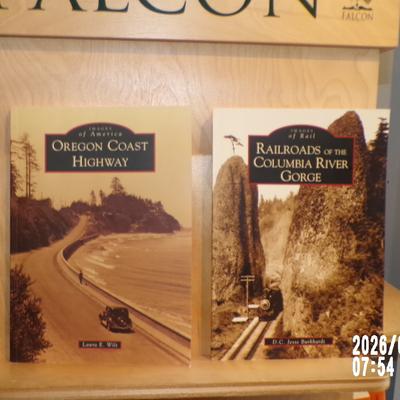 FALCON
FALCON
IMAGES
of America
OREGON COAST
HIGHWAY
Laura E. Wilt
IMAGES
of Rail
RAILROADS OF THE
COLUMBIA RIVER
GORGE
D.C. Jesse Burkhardt
2026/
07:54